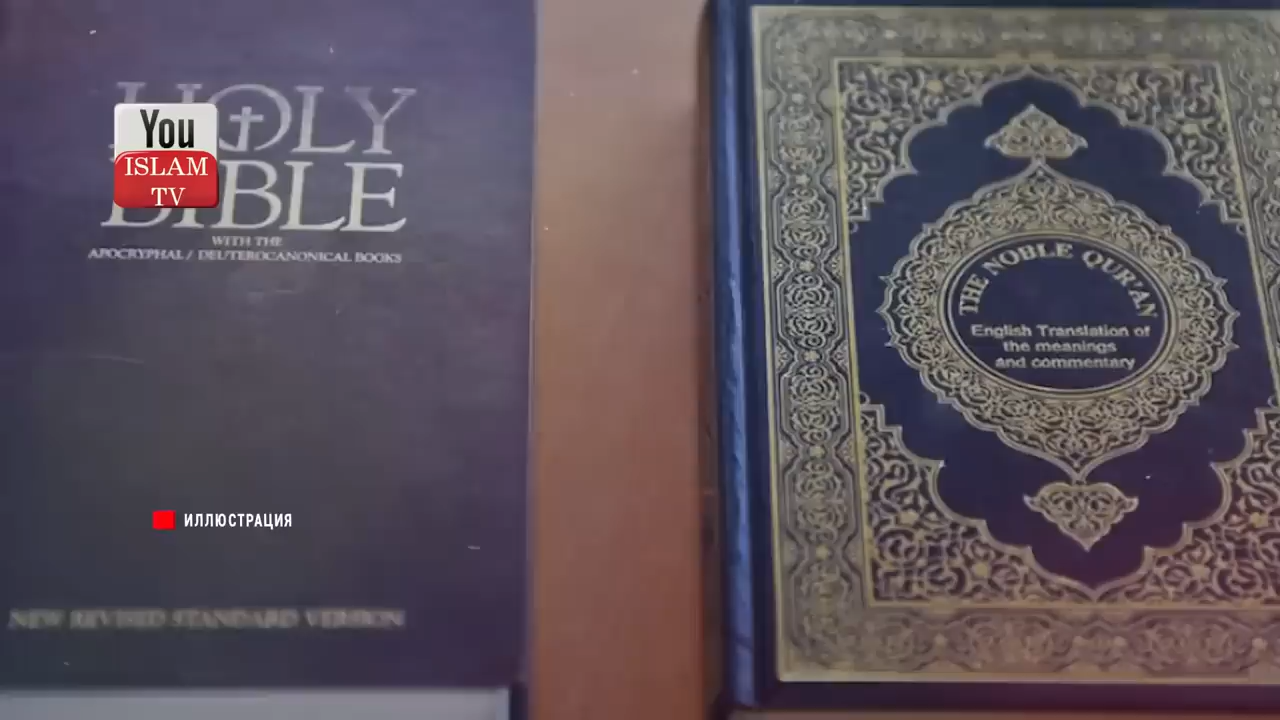 HOLY
BIBLE
WITH THE
APOCRYPHAL / DEUTEROCANONICAL BOOKS
You
ISLAM
TV
ИЛЛЮСТРАЦИЯ
NEW REVISED STANDARD VERSION
THE NOBLE QUR'AN
English Translation of
the meanings
and commentary